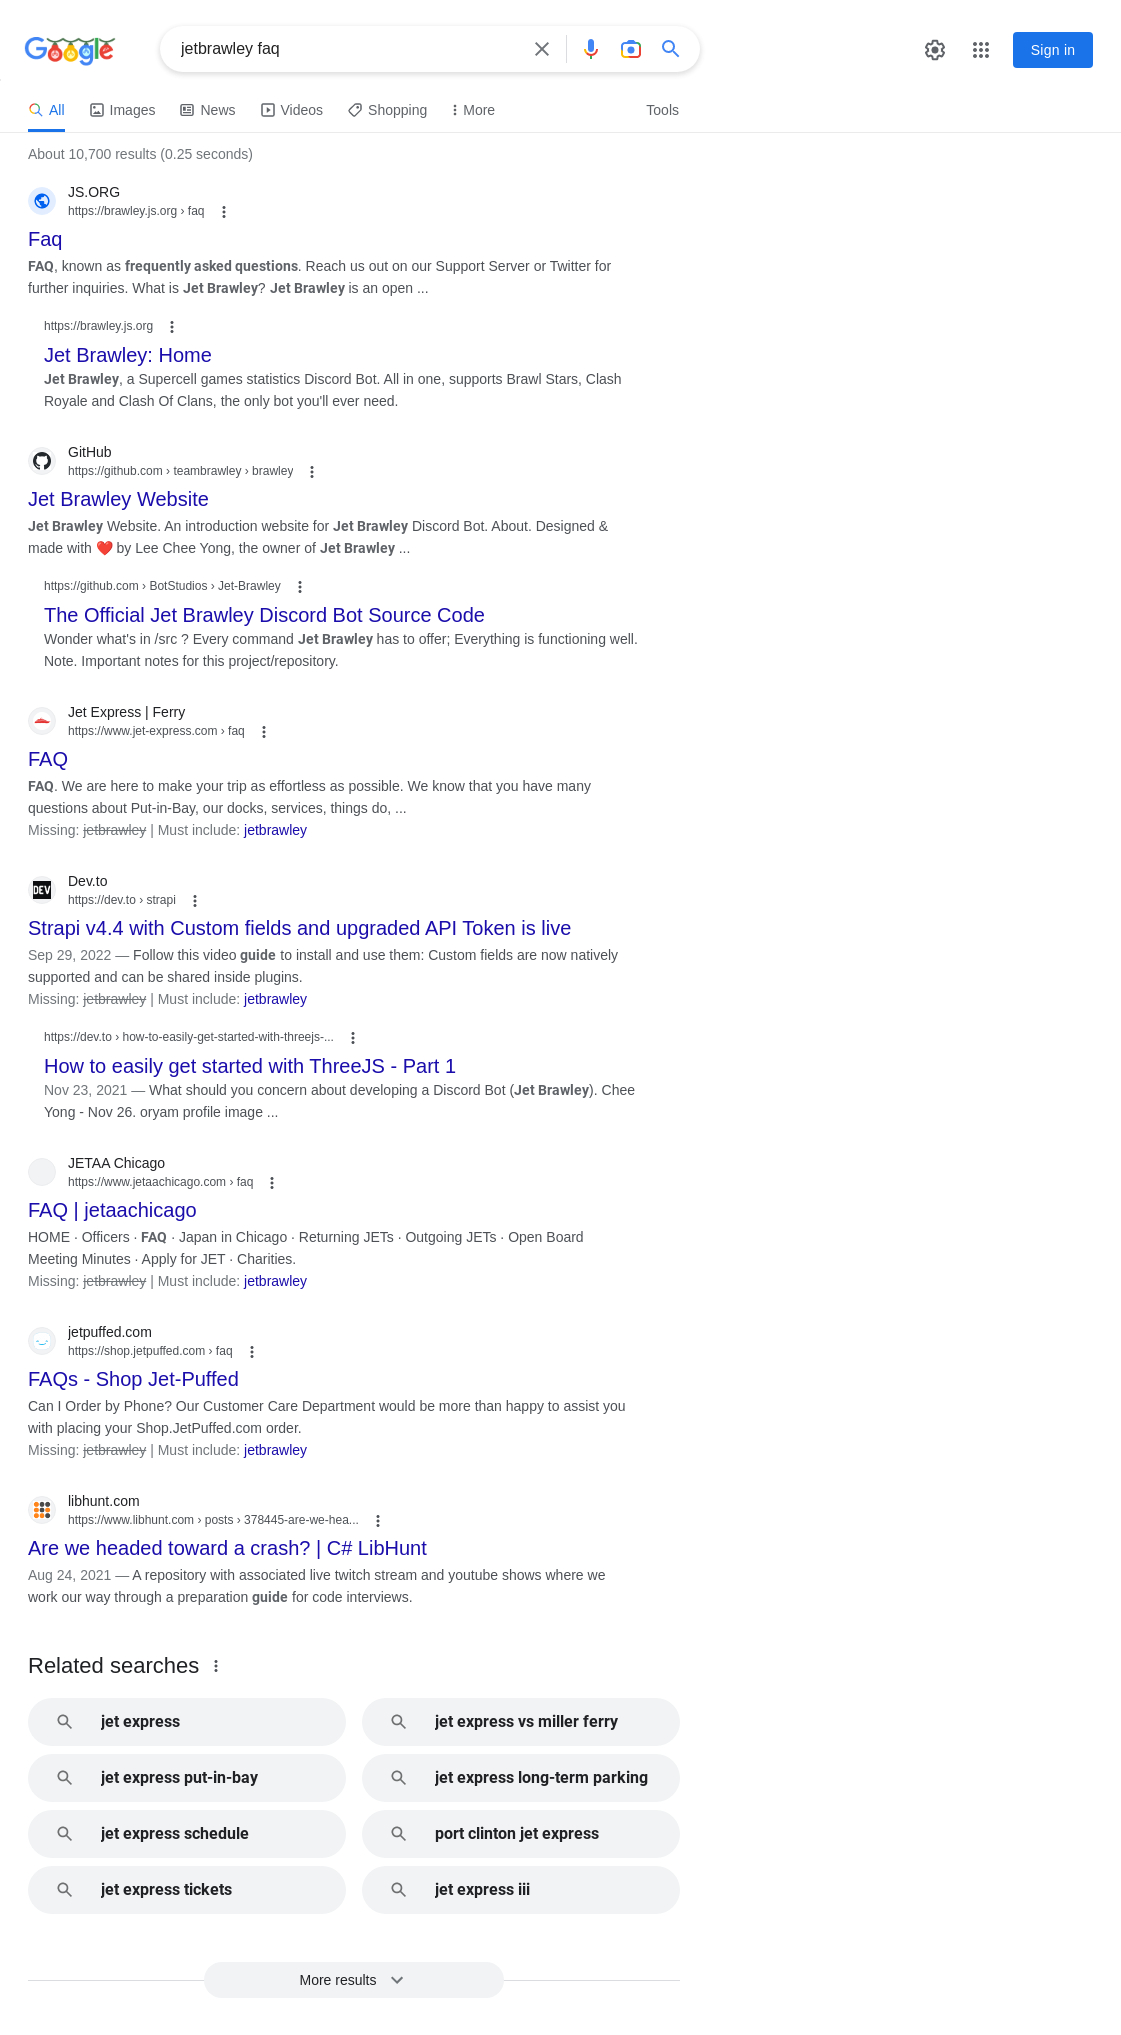 Google
jetbrawley faq
Sign in
All
Images
News
Videos
Shopping
More
Tools
About 10,700 results (0.25 seconds)
JS.ORG
https://brawley.js.org › faq
Faq
FAQ, known as frequently asked questions. Reach us out on our Support Server or Twitter for
further inquiries. What is Jet Brawley? Jet Brawley is an open ...
https://brawley.js.org
Jet Brawley: Home
Jet Brawley, a Supercell games statistics Discord Bot. All in one, supports Brawl Stars, Clash
Royale and Clash Of Clans, the only bot you'll ever need.
GitHub
https://github.com › teambrawley › brawley
Jet Brawley Website
Jet Brawley Website. An introduction website for Jet Brawley Discord Bot. About. Designed &
made with ❤️ by Lee Chee Yong, the owner of Jet Brawley ...
https://github.com › BotStudios › Jet-Brawley
The Official Jet Brawley Discord Bot Source Code
Wonder what's in /src ? Every command Jet Brawley has to offer; Everything is functioning well.
Note. Important notes for this project/repository.
Jet Express | Ferry
https://www.jet-express.com › faq
FAQ
FAQ. We are here to make your trip as effortless as possible. We know that you have many
questions about Put-in-Bay, our docks, services, things do, ...
Missing: jetbrawley | Must include: jetbrawley
DEV
Dev.to
https://dev.to › strapi
Strapi v4.4 with Custom fields and upgraded API Token is live
Sep 29, 2022 — Follow this video guide to install and use them: Custom fields are now natively
supported and can be shared inside plugins.
Missing: jetbrawley | Must include: jetbrawley
https://dev.to › how-to-easily-get-started-with-threejs-...
How to easily get started with ThreeJS - Part 1
Nov 23, 2021 — What should you concern about developing a Discord Bot (Jet Brawley). Chee
Yong - Nov 26. oryam profile image ...
JETAA Chicago
https://www.jetaachicago.com › faq
FAQ | jetaachicago
HOME · Officers · FAQ · Japan in Chicago · Returning JETs · Outgoing JETs · Open Board
Meeting Minutes · Apply for JET · Charities.
Missing: jetbrawley | Must include: jetbrawley
jetpuffed.com
https://shop.jetpuffed.com › faq
FAQs - Shop Jet-Puffed
Can I Order by Phone? Our Customer Care Department would be more than happy to assist you
with placing your Shop.JetPuffed.com order.
Missing: jetbrawley | Must include: jetbrawley
libhunt.com
https://www.libhunt.com › posts › 378445-are-we-hea...
Are we headed toward a crash? | C# LibHunt
Aug 24, 2021 — A repository with associated live twitch stream and youtube shows where we
work our way through a preparation guide for code interviews.
Related searches
jet express
jet express vs miller ferry
jet express put-in-bay
jet express long-term parking
jet express schedule
port clinton jet express
jet express tickets
jet express iii
More results